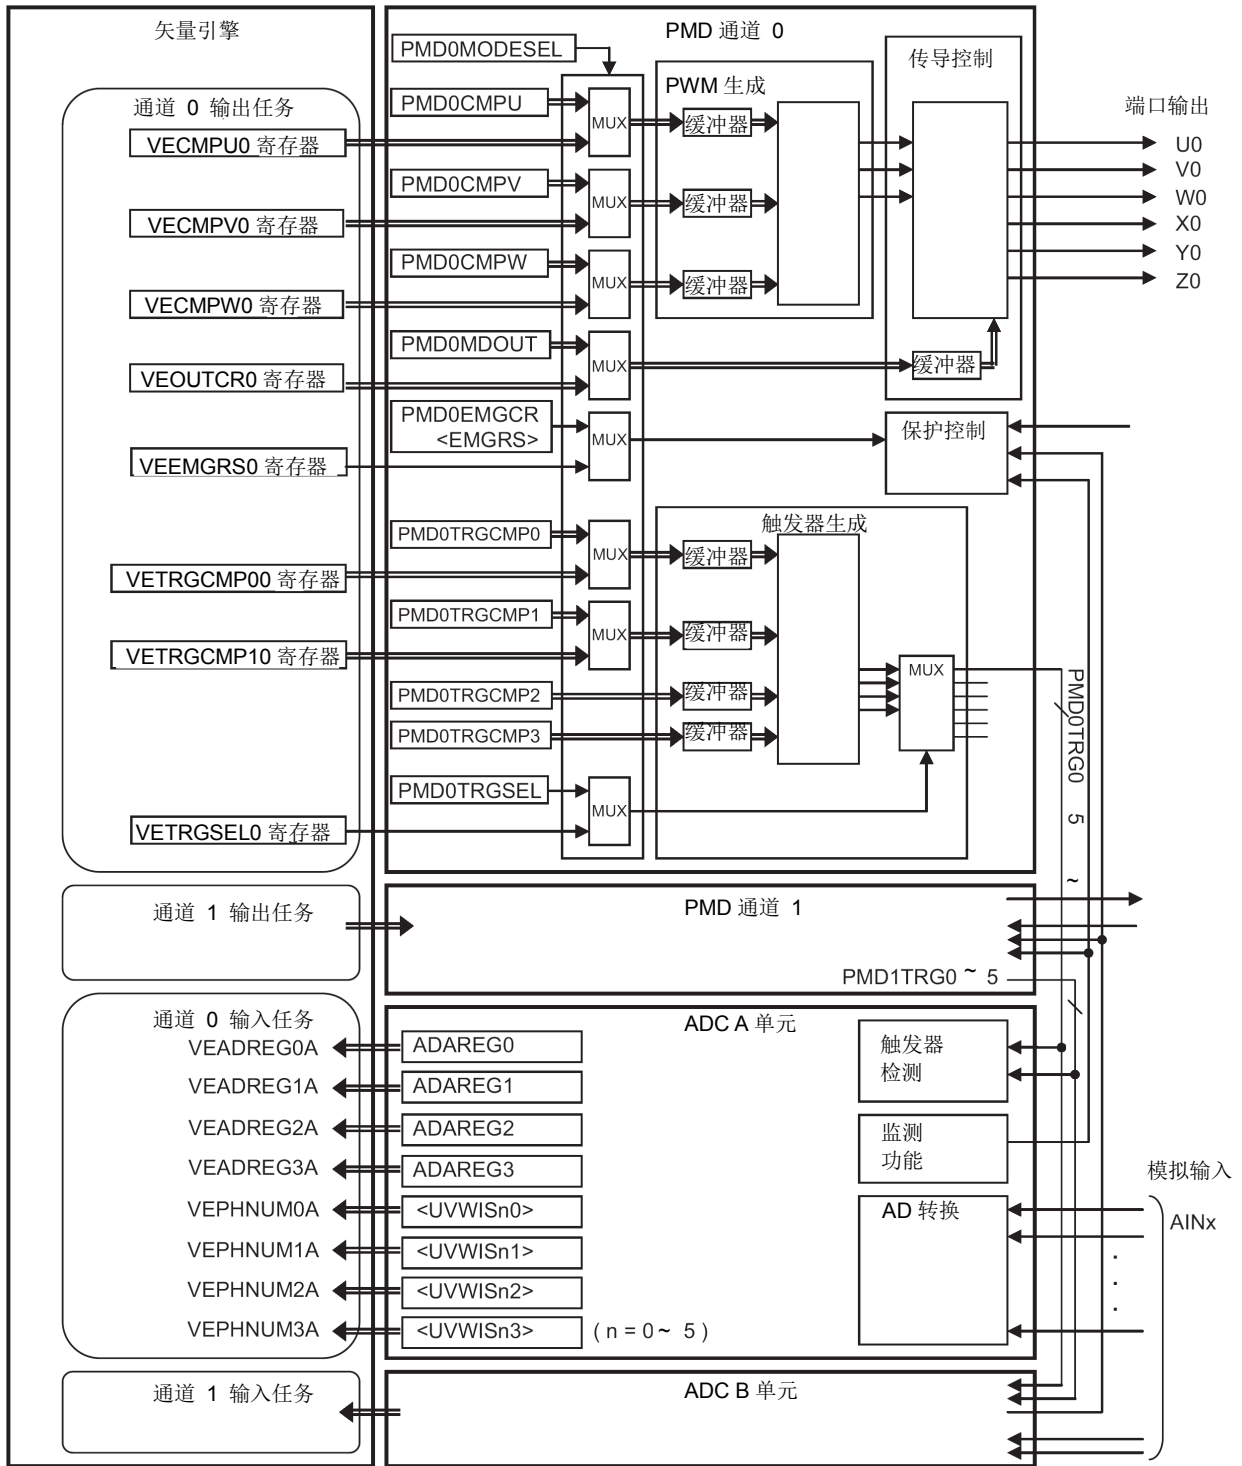 矢量引擎
通道 0 输出任务
VECMPU0 寄存器
VECMPV0 寄存器
VECMPW0 寄存器
VEOUTCR0 寄存器
VEEMGRS0 寄存器
VETRGCMP00 寄存器
VETRGCMP10 寄存器
VETRGSEL0 寄存器
通道 1 输出任务
通道 0 输入任务
VEADREG0A
VEADREG1A
VEADREG2A
VEADREG3A
VEPHNUM0A
VEPHNUM1A
VEPHNUM2A
VEPHNUM3A
通道 1 输入任务
PMD 通道 0
PMD0MODESEL
PMD0CMPU
PMD0CMPV
PMD0CMPW
PMD0MDOUT
PMD0EMGCR
<EMGRS>
PMD0TRGCMP0
PMD0TRGCMP1
PMD0TRGCMP2
PMD0TRGCMP3
PMD0TRGSEL
MUX
MUX
MUX
MUX
MUX
MUX
MUX
MUX
PWM 生成
缓冲器
缓冲器
缓冲器
传导控制
缓冲器
保护控制
触发器生成
缓冲器
缓冲器
缓冲器
缓冲器
MUX
端口输出
U0
V0
W0
X0
Y0
Z0
PMD0TRG0 ~ 5
PMD 通道 1
PMD1TRG0 ~ 5
ADC A 单元
ADAREG0
ADAREG1
ADAREG2
ADAREG3
<UVWISn0>
<UVWISn1>
<UVWISn2>
<UVWISn3>
( n = 0 ~ 5 )
触发器
检测
监测
功能
AD 转换
模拟输入
AINx
ADC B 单元